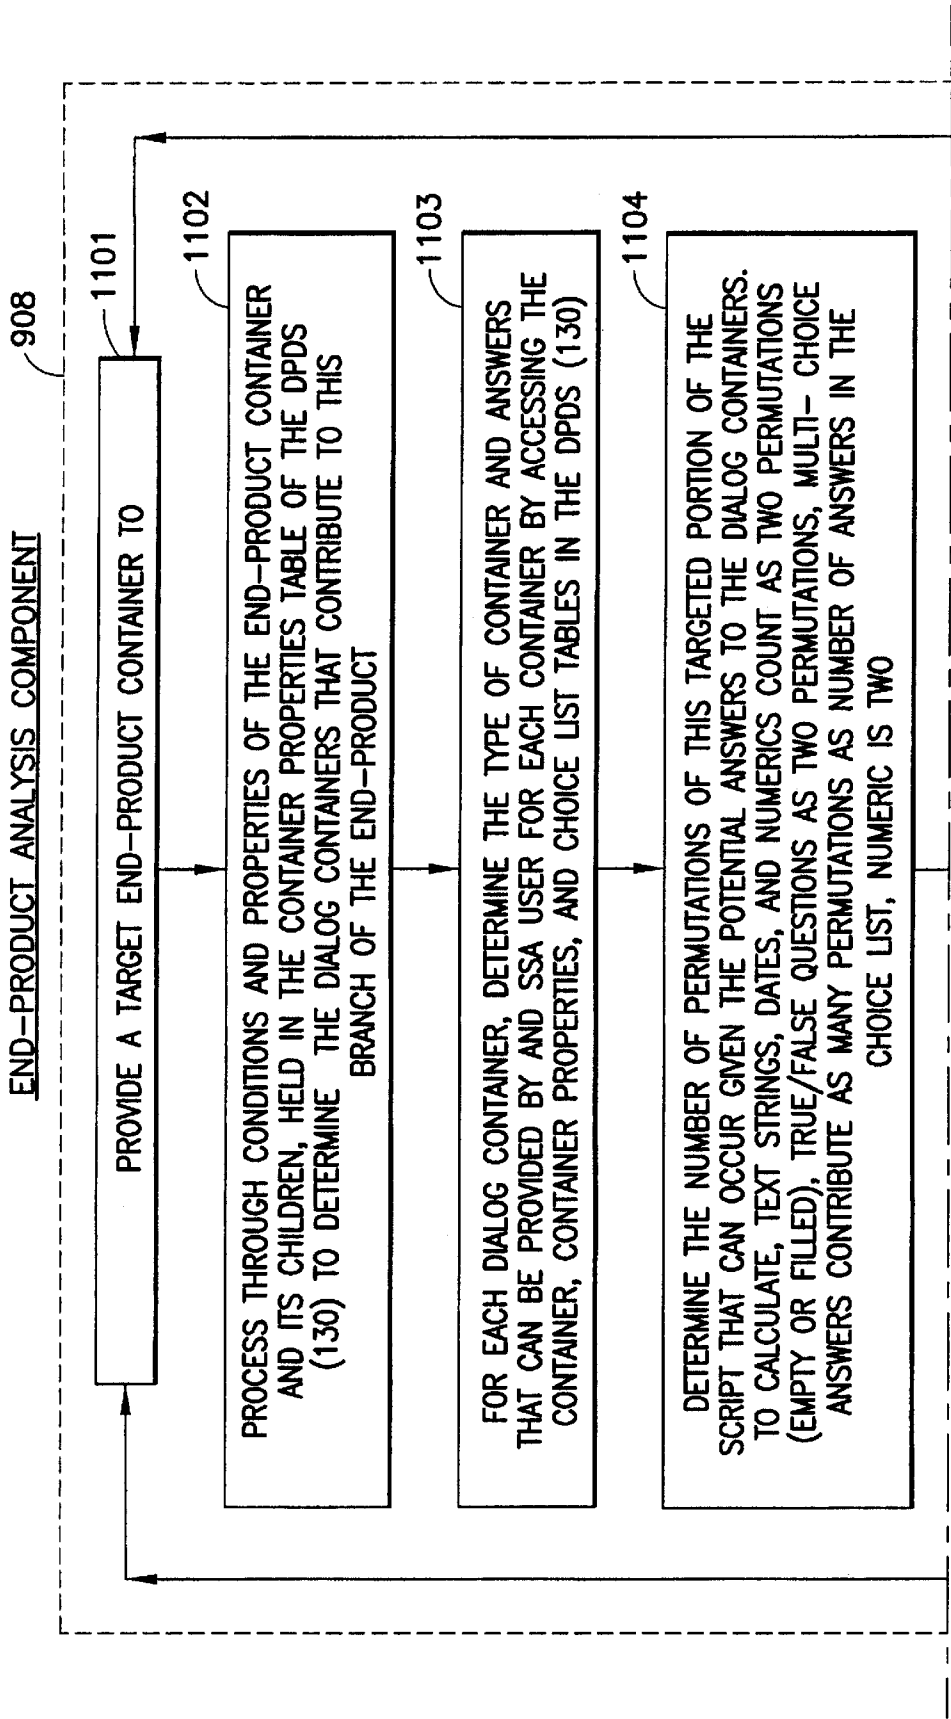 END-PRODUCT ANALYSIS COMPONENT
908
1101
PROVIDE A TARGET END-PRODUCT CONTAINER TO
1102
PROCESS THROUGH CONDITIONS AND PROPERTIES OF THE END-PRODUCT CONTAINER
AND ITS CHILDREN, HELD IN THE CONTAINER PROPERTIES TABLE OF THE DPDS
(130) TO DETERMINE THE DIALOG CONTAINERS THAT CONTRIBUTE TO THIS
BRANCH OF THE END-PRODUCT
1103
FOR EACH DIALOG CONTAINER, DETERMINE THE TYPE OF CONTAINER AND ANSWERS
THAT CAN BE PROVIDED BY AND SSA USER FOR EACH CONTAINER BY ACCESSING THE
CONTAINER, CONTAINER PROPERTIES, AND CHOICE LIST TABLES IN THE DPDS (130)
1104
DETERMINE THE NUMBER OF PERMUTATIONS OF THIS TARGETED PORTION OF THE
SCRIPT THAT CAN OCCUR GIVEN THE POTENTIAL ANSWERS TO THE DIALOG CONTAINERS.
TO CALCULATE, TEXT STRINGS, DATES, AND NUMERICS COUNT AS TWO PERMUTATIONS
(EMPTY OR FILLED), TRUE/FALSE QUESTIONS AS TWO PERMUTATIONS, MULTI- CHOICE
ANSWERS CONTRIBUTE AS MANY PERMUTATIONS AS NUMBER OF ANSWERS IN THE
CHOICE LIST, NUMERIC IS TWO